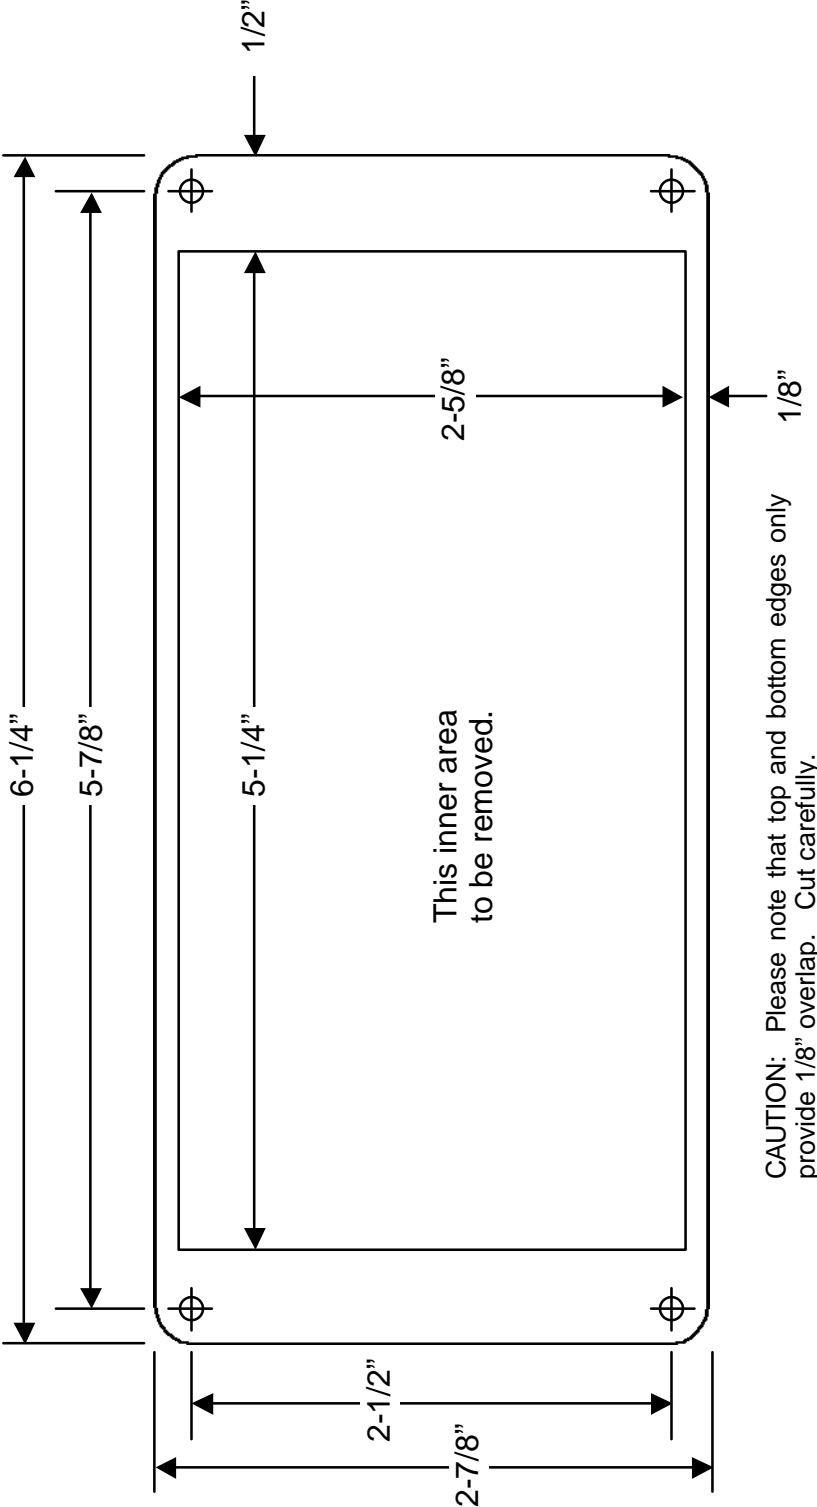 6-1/4”
5-7/8”
5-1/4”
1/2”
2-5/8”
This inner area
to be removed.
2-1/2”
2-7/8”
1/8”
CAUTION: Please note that top and bottom edges only
provide 1/8” overlap. Cut carefully.